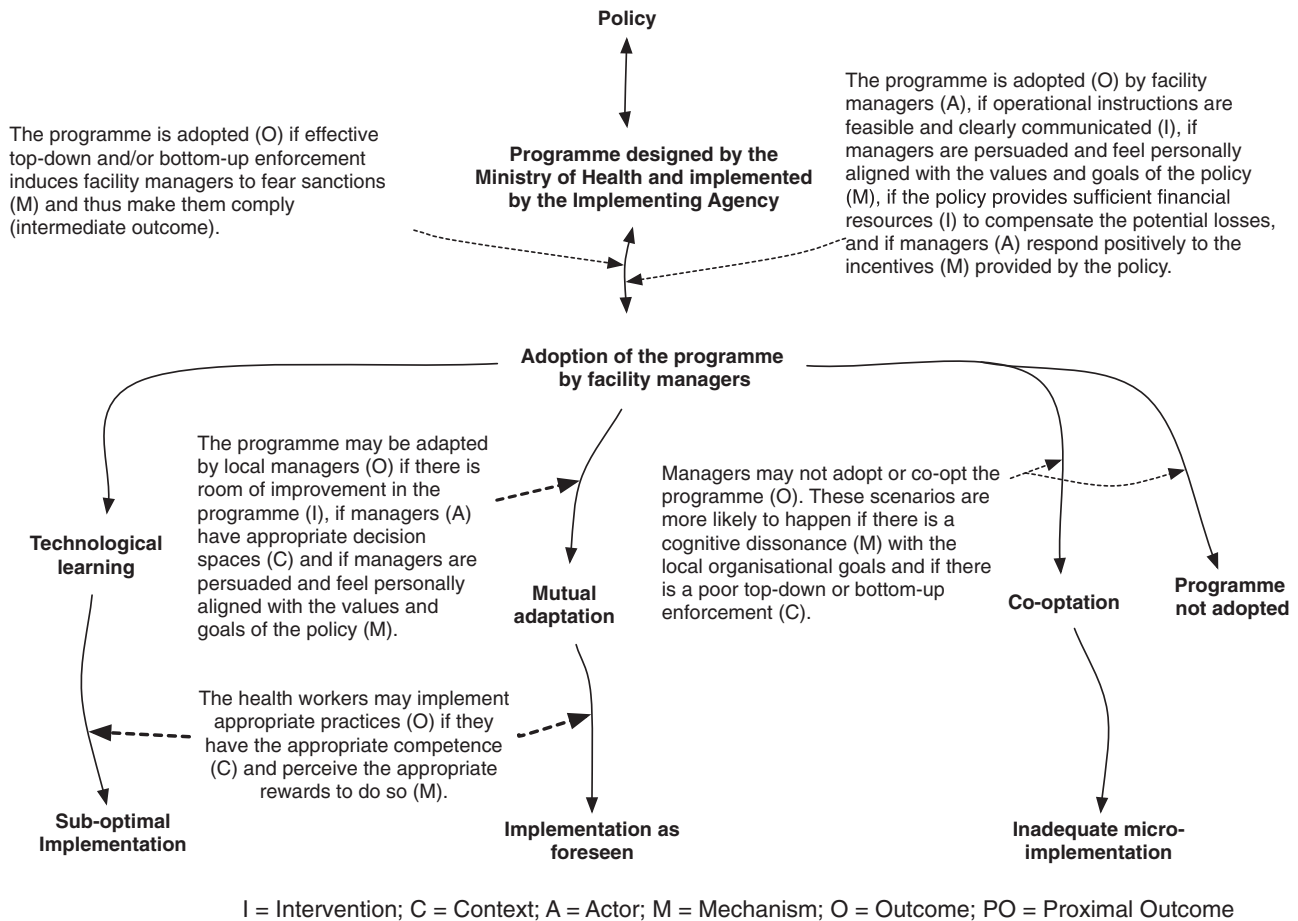 Policy
The programme is adopted (O) if effective
top-down and/or bottom-up enforcement
induces facility managers to fear sanctions
(M) and thus make them comply
(intermediate outcome).
Programme designed by the
Ministry of Health and implemented
by the Implementing Agency
The programme is adopted (O) by facility
managers (A), if operational instructions are
feasible and clearly communicated (I), if
managers are persuaded and feel personally
aligned with the values and goals of the policy
(M), if the policy provides sufficient financial
resources (I) to compensate the potential losses,
and if managers (A) respond positively to the
incentives (M) provided by the policy.
Adoption of the programme
by facility managers
The programme may be adapted
by local managers (O) if there is
room of improvement in the
programme (I), if managers (A)
have appropriate decision
spaces (C) and if managers are
persuaded and feel personally
aligned with the values and
goals of the policy (M).
Managers may not adopt or co-opt the
programme (O). These scenarios are
more likely to happen if there is a
cognitive dissonance (M) with the
local organisational goals and if there
is a poor top-down or bottom-up
enforcement (C).
Technological
learning
Mutual
adaptation
Co-optation
Programme
not adopted
The health workers may implement
appropriate practices (O) if they
have the appropriate competence
(C) and perceive the appropriate
rewards to do so (M).
Sub-optimal
Implementation
Implementation as
foreseen
Inadequate micro-
implementation
I = Intervention; C = Context; A = Actor; M = Mechanism; O = Outcome; PO = Proximal Outcome